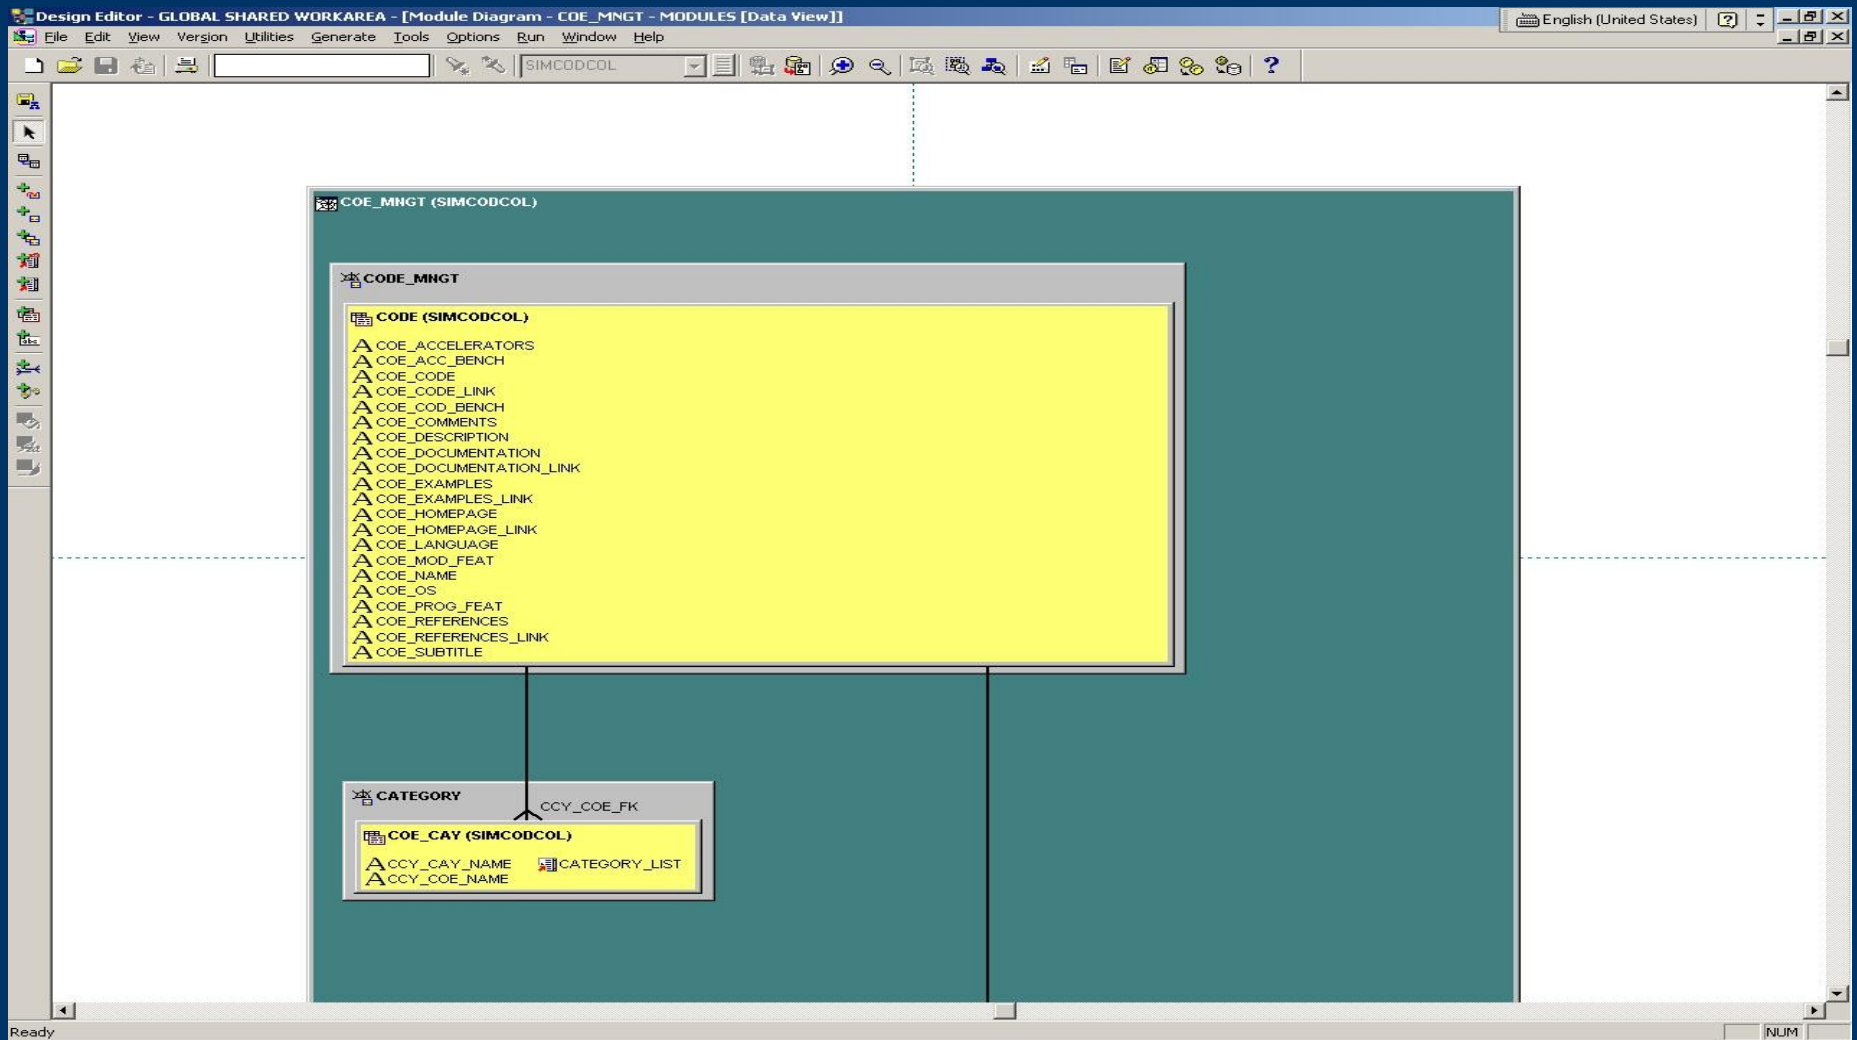 Design Editor - GLOBAL SHARED WORKAREA - [Module Diagram - COE_MNGT - MODULES [Data View]]
English (United States)
File Edit View Version Utilities Generate Tools Options Run Window Help
SIMCODCOL
COE_MNGT (SIMCODCOL)
CODE_MNGT
CODE (SIMCODCOL)
A COE_ACCELERATORS
A COE_ACC_BENCH
A COE_CODE
A COE_CODE_LINK
A COE_COD_BENCH
A COE_COMMENTS
A COE_DESCRIPTION
A COE_DOCUMENTATION
A COE_DOCUMENTATION_LINK
A COE_EXAMPLES
A COE_EXAMPLES_LINK
A COE_HOMEPAGE
A COE_HOMEPAGE_LINK
A COE_LANGUAGE
A COE_MOD_FEAT
A COE_NAME
A COE_OS
A COE_PROG_FEAT
A COE_REFERENCES
A COE_REFERENCES_LINK
A COE_SUBTITLE
CATEGORY
CCY_COE_FK
COE_CAY (SIMCODCOL)
A CCY_CAY_NAME CATEGORY_LIST
A CCY_COE_NAME
Ready
NUM